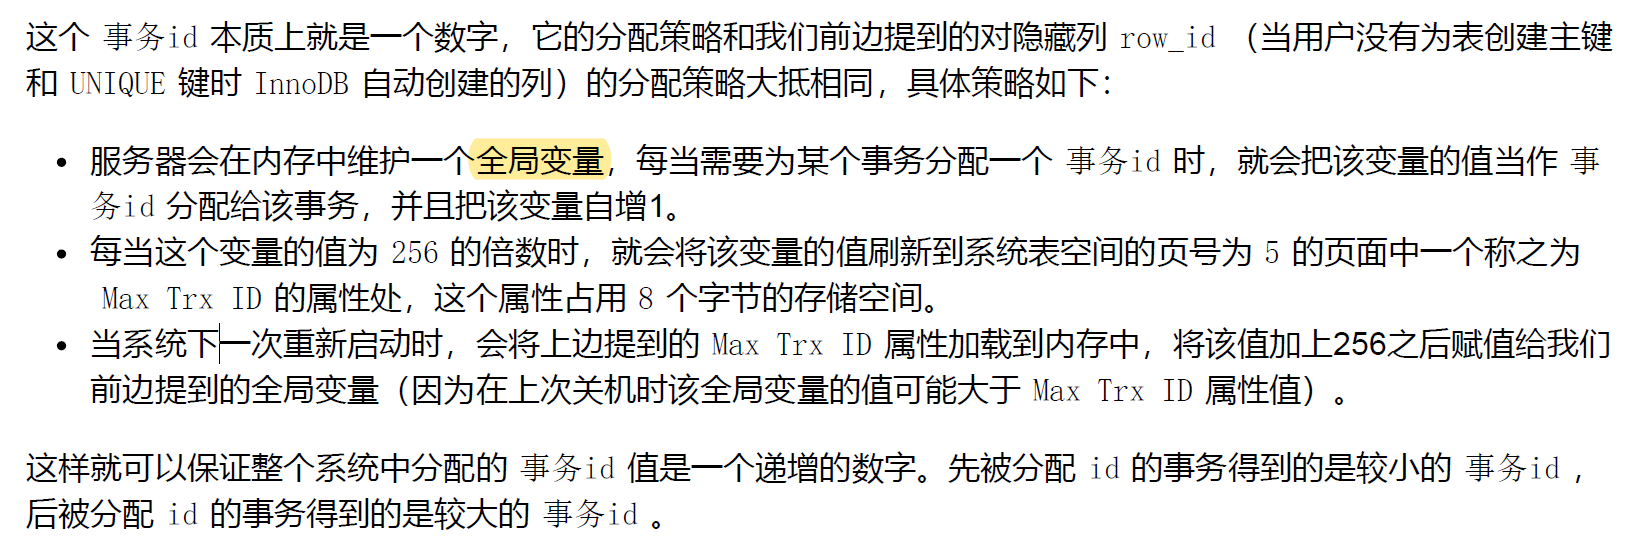 这个 事务id 本质上就是一个数字，它的分配策略和我们前边提到的对隐藏列 row_id （当用户没有为表创建主键
和 UNIQUE 键时 InnoDB 自动创建的列）的分配策略大抵相同，具体策略如下：
• 服务器会在内存中维护一个全局变量，每当需要为某个事务分配一个 事务id 时，就会把该变量的值当作 事
务id 分配给该事务，并且把该变量自增1。
• 每当这个变量的值为 256 的倍数时，就会将该变量的值刷新到系统表空间的页号为 5 的页面中一个称之为
Max Trx ID 的属性处，这个属性占用 8 个字节的存储空间。
• 当系统下一次重新启动时，会将上边提到的 Max Trx ID 属性加载到内存中，将该值加上256之后赋值给我们
前边提到的全局变量（因为在上次关机时该全局变量的值可能大于 Max Trx ID 属性值）。
这样就可以保证整个系统中分配的 事务id 值是一个递增的数字。先被分配 id 的事务得到的是较小的 事务id ，
后被分配 id 的事务得到的是较大的 事务id 。